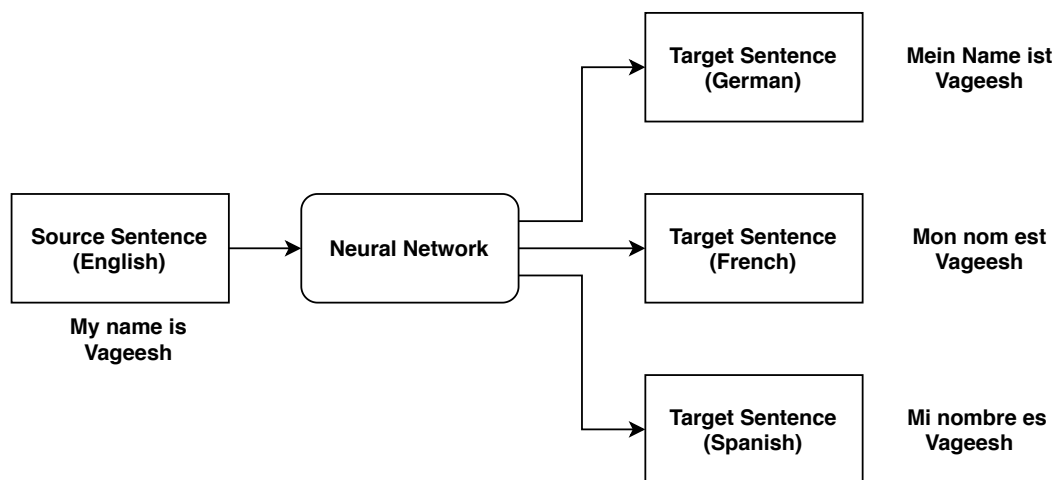 Target Sentence
(German)
Mein Name ist
Vageesh
Source Sentence
(English)
My name is
Vageesh
Neural Network
Target Sentence
(French)
Mon nom est
Vageesh
Target Sentence
(Spanish)
Mi nombre es
Vageesh